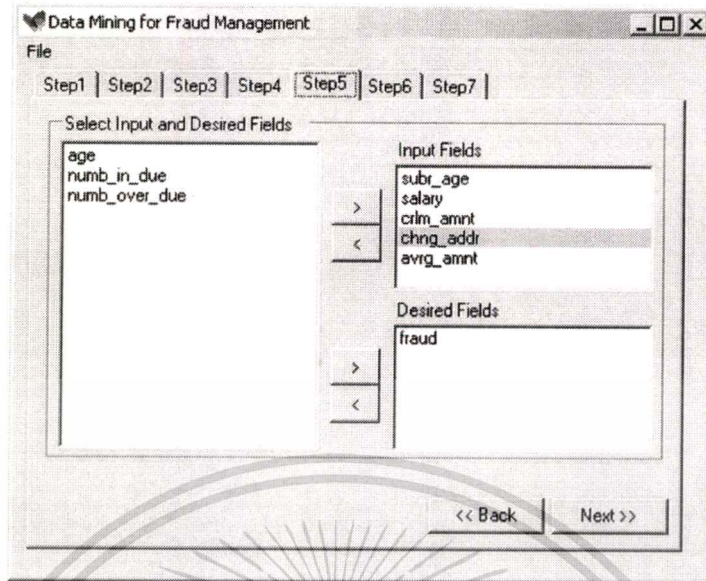 Data Mining for Fraud Management
File
Step1 Step2 Step3 Step4 Step5 Step6 Step7
Select Input and Desired Fields
age
numb_in_due
numb_over_due
>
<
Input Fields
subr_age
salary
crlm_amnt
chng_addr
avrg_amnt
Desired Fields
fraud
>
<
<< Back
Next >>